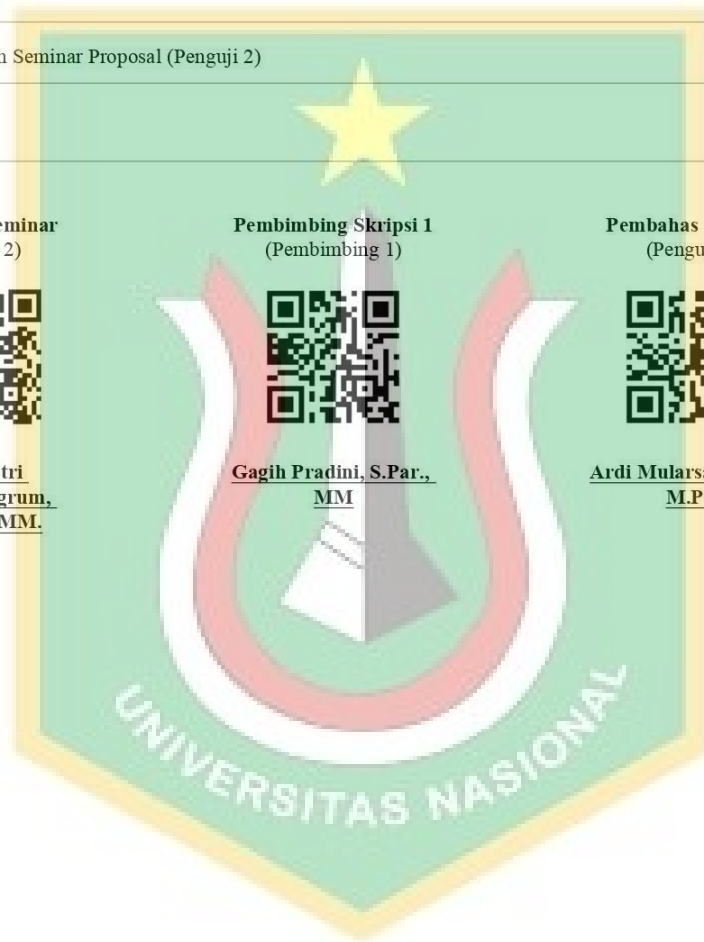 n Seminar Proposal (Penguji 2)
eminar
2)
Pembimbing Skripsi 1
(Pembimbing 1)
Pembahas
(Pengu
tri
grum,
MM.
Gagih Pradini, S.Par.,
MM
Ardi Mularsa
M.P
UNIVERSITAS NASIONAL